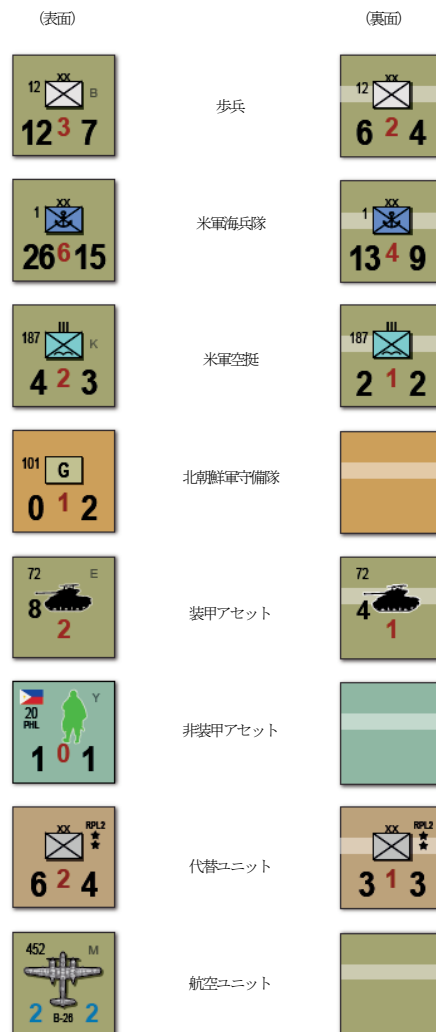 (表面)
(裏面)
12 XX B
12 3 7
歩兵
12 XX
6 2 4
1 XX
26 6 15
米軍海兵隊
1 XX
13 4 9
187 III K
4 2 3
米軍空挺
187 III
2 1 2
101 G
0 1 2
北朝鮮軍守備隊
72 E
8
2
装甲アセット
72
4
1
Y
20
PHL
1 0 1
非装甲アセット
XX RPL2
6 2 4
代替ユニット
XX RPL2
3 1 3
452 M
2 B-26 2
航空ユニット